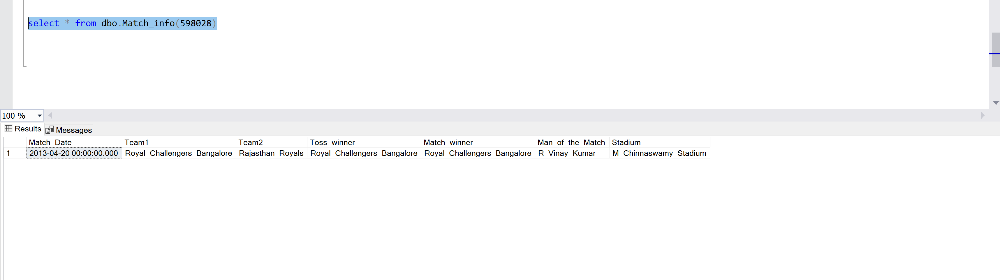 select * from dbo.Match_info(598028)
100 %
Results Messages
Match_Date Team1 Team2 Toss_winner Match_winner Man_of_the_Match Stadium
1 2013-04-20 00:00:00.000 Royal_Challengers_Bangalore Rajasthan_Royals Royal_Challengers_Bangalore Royal_Challengers_Bangalore R_Vinay_Kumar M_Chinnaswamy_Stadium